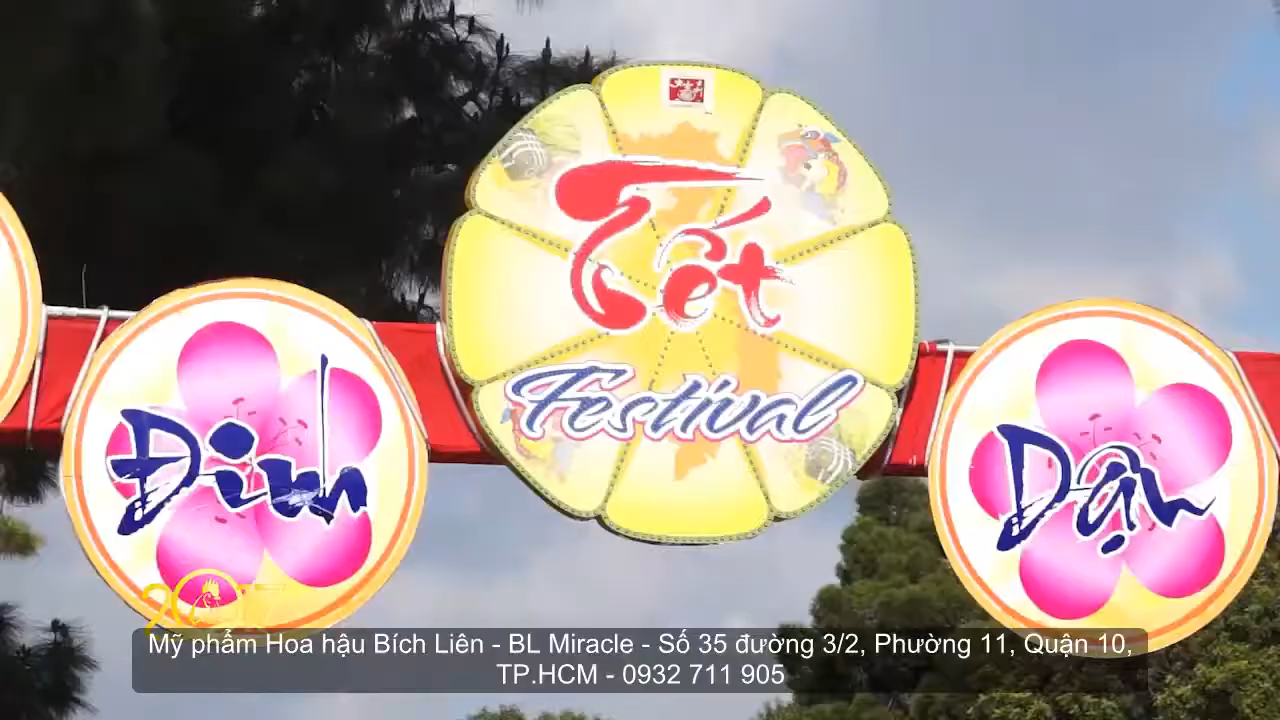 Tết
Festival
Đinh
Dậu
2017
Mỹ phẩm Hoa hậu Bích Liên - BL Miracle - Số 35 đường 3/2, Phường 11, Quận 10,
TP.HCM - 0932 711 905